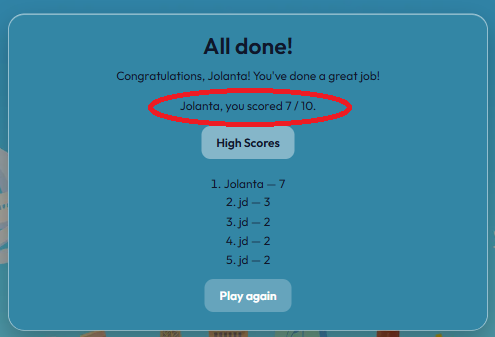 All done!
Congratulations, Jolanta! You've done a great job!
Jolanta, you scored 7 / 10.
High Scores
1. Jolanta — 7
2. jd — 3
3. jd — 2
4. jd — 2
5. jd — 2
Play again